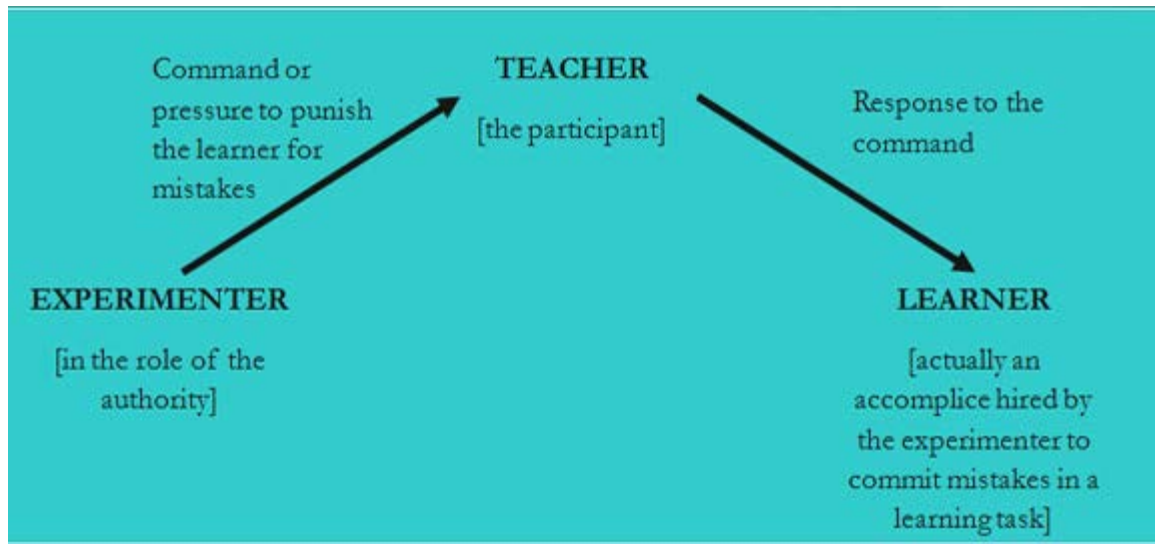 Command or
pressure to punish
the learner for
mistakes
TEACHER
[the participant]
Response to the
command
EXPERIMENTER
[in the role of the
authority]
LEARNER
[actually an
accomplice hired by
the experimenter to
commit mistakes in a
learning task]